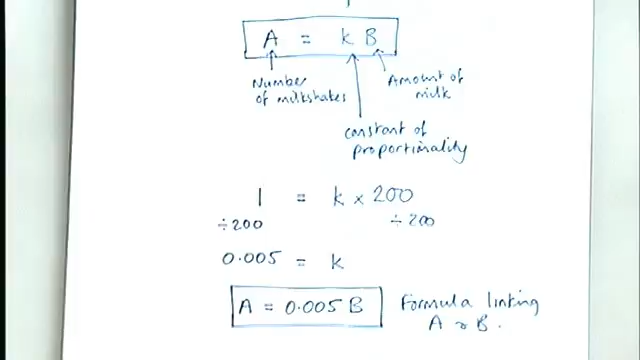 A = k B
Number of milkshakes
Amount of milk
constant of proportionality
1 = k × 200
÷200 ÷200
0.005 = k
A = 0.005 B
Formula linking
A & B.